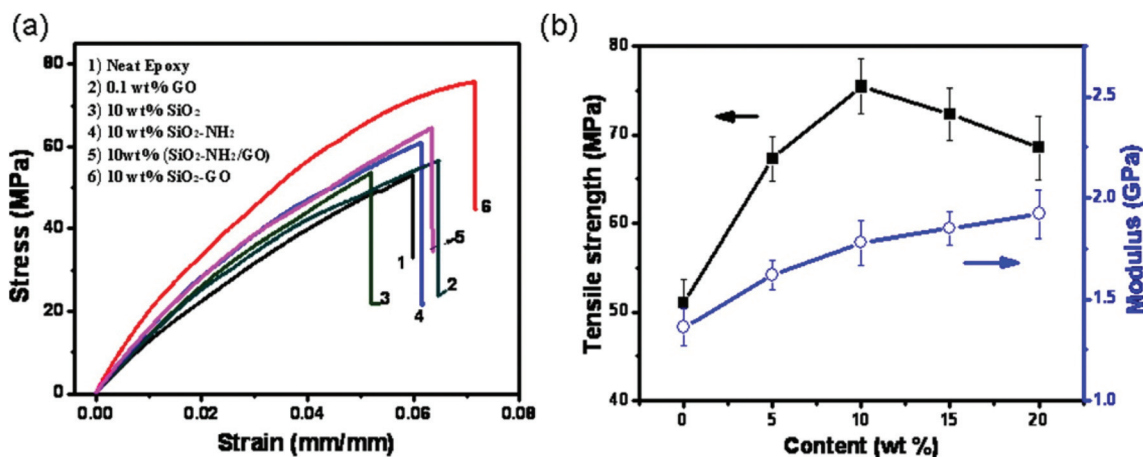 (a)
80
60
40
20
0
Stress (MPa)
1) Neat Epoxy
2) 0.1 wt% GO
3) 10 wt% SiO₂
4) 10 wt% SiO₂-NH₂
5) 10wt% (SiO₂-NH₂/GO)
6) 10 wt% SiO₂-GO
6
5
1
2
3
4
0.00 0.02 0.04 0.06 0.08
Strain (mm/mm)
(b)
80
70
60
50
40
Tensile strength (MPa)
2.5
2.0
1.5
1.0
Modulus (GPa)
0 5 10 15 20
Content (wt %)